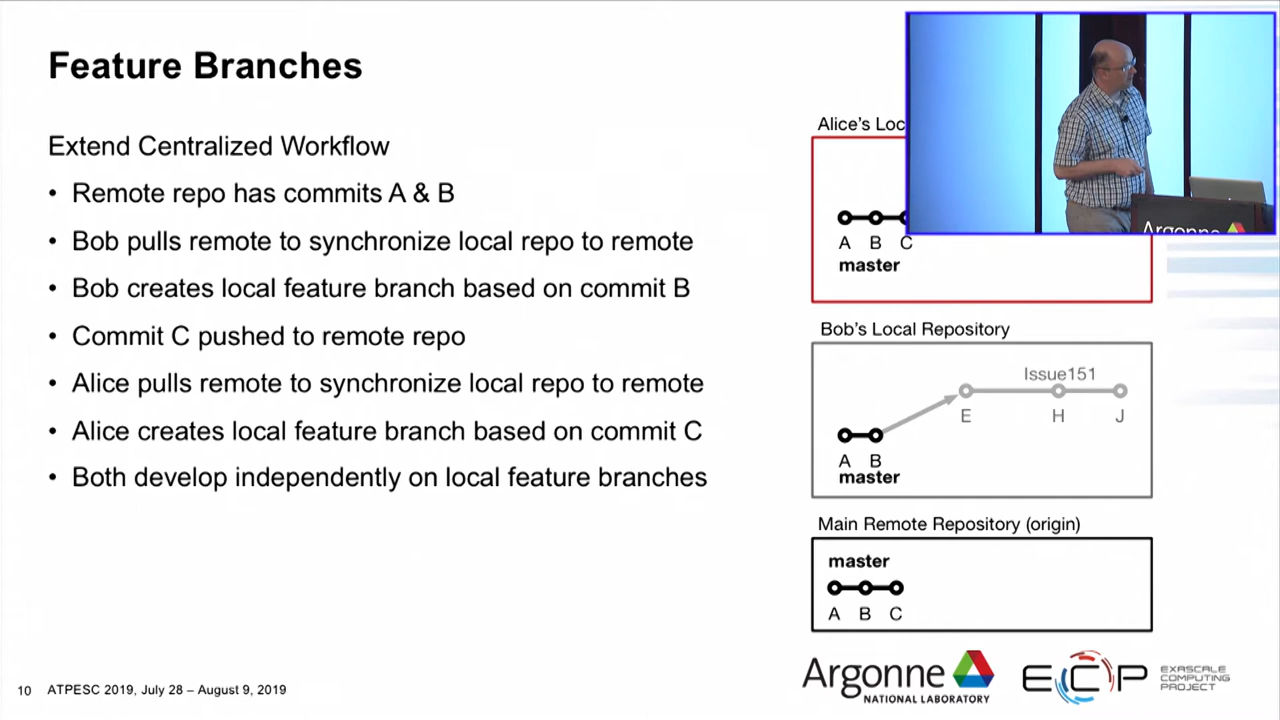 Feature Branches
Extend Centralized Workflow
• Remote repo has commits A & B
• Bob pulls remote to synchronize local repo to remote
• Bob creates local feature branch based on commit B
• Commit C pushed to remote repo
• Alice pulls remote to synchronize local repo to remote
• Alice creates local feature branch based on commit C
• Both develop independently on local feature branches
Alice's Loc
A B C
master
Bob's Local Repository
Issue151
E H J
A B
master
Main Remote Repository (origin)
master
A B C
Argonne
Argonne
NATIONAL LABORATORY
ECP
EXASCALE
COMPUTING
PROJECT
10 ATPESC 2019, July 28 – August 9, 2019